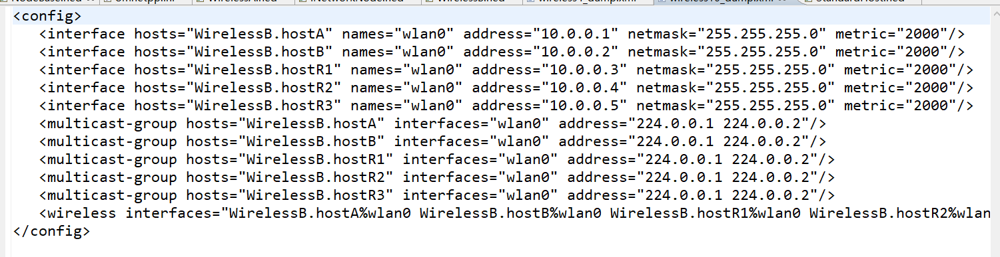 <config>
<interface hosts="WirelessB.hostA" names="wlan0" address="10.0.0.1" netmask="255.255.255.0" metric="2000"/>
<interface hosts="WirelessB.hostB" names="wlan0" address="10.0.0.2" netmask="255.255.255.0" metric="2000"/>
<interface hosts="WirelessB.hostR1" names="wlan0" address="10.0.0.3" netmask="255.255.255.0" metric="2000"/>
<interface hosts="WirelessB.hostR2" names="wlan0" address="10.0.0.4" netmask="255.255.255.0" metric="2000"/>
<interface hosts="WirelessB.hostR3" names="wlan0" address="10.0.0.5" netmask="255.255.255.0" metric="2000"/>
<multicast-group hosts="WirelessB.hostA" interfaces="wlan0" address="224.0.0.1 224.0.0.2"/>
<multicast-group hosts="WirelessB.hostB" interfaces="wlan0" address="224.0.0.1 224.0.0.2"/>
<multicast-group hosts="WirelessB.hostR1" interfaces="wlan0" address="224.0.0.1 224.0.0.2"/>
<multicast-group hosts="WirelessB.hostR2" interfaces="wlan0" address="224.0.0.1 224.0.0.2"/>
<multicast-group hosts="WirelessB.hostR3" interfaces="wlan0" address="224.0.0.1 224.0.0.2"/>
<wireless interfaces="WirelessB.hostA%wlan0 WirelessB.hostB%wlan0 WirelessB.hostR1%wlan0 WirelessB.hostR2%wlan
</config>